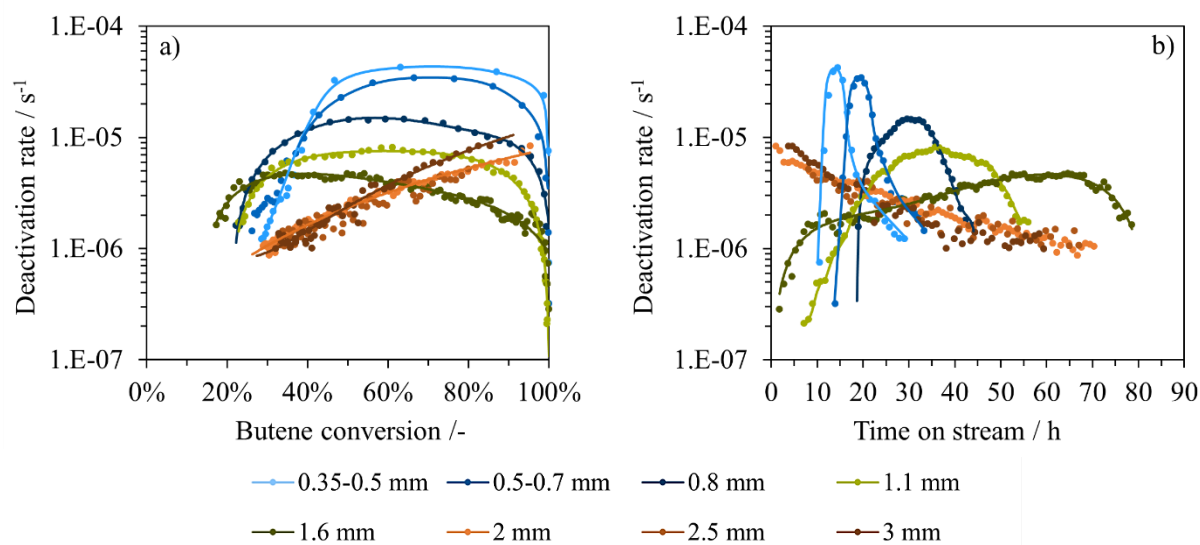 a)
Deactivation rate / s⁻¹
1.E-04
1.E-05
1.E-06
1.E-07
0% 20% 40% 60% 80% 100%
Butene conversion /-
b)
Deactivation rate / s⁻¹
1.E-04
1.E-05
1.E-06
1.E-07
0 10 20 30 40 50 60 70 80 90
Time on stream / h
0.35-0.5 mm 0.5-0.7 mm 0.8 mm 1.1 mm
1.6 mm 2 mm 2.5 mm 3 mm